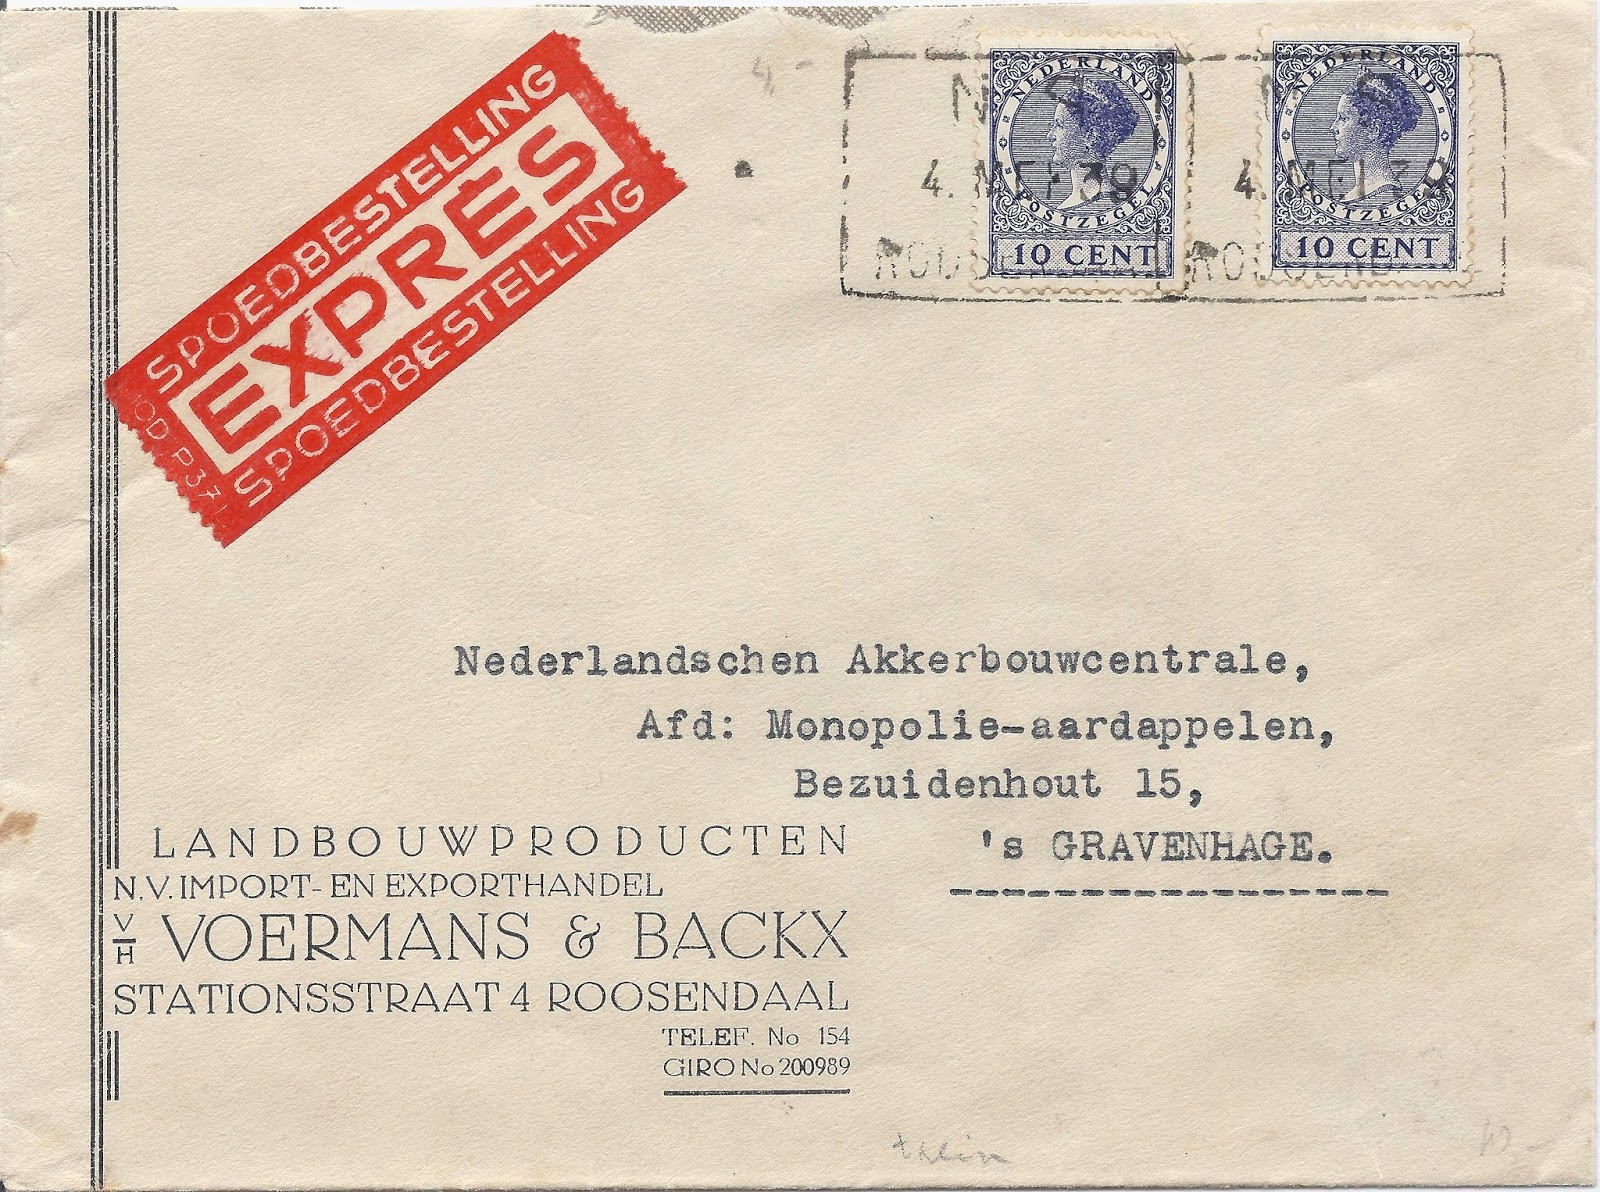 SPOEDBESTELLING
EXPRES
SPOEDBESTELLING
P37
N S
4. MEI 39
4. MEI 39
NEDERLAND
POSTZEGEL
10 CENT
NEDERLAND
POSTZEGEL
10 CENT
Nederlandschen Akkerbouwcentrale,
Afd: Monopolie-aardappelen,
Bezuidenhout 15,
's GRAVENHAGE.
LANDBOUWPRODUCTEN
N.V. IMPORT- EN EXPORTHANDEL
V/H VOERMANS & BACKX
STATIONSSTRAAT 4 ROOSENDAAL
TELEF. No 154
GIRO No 200989